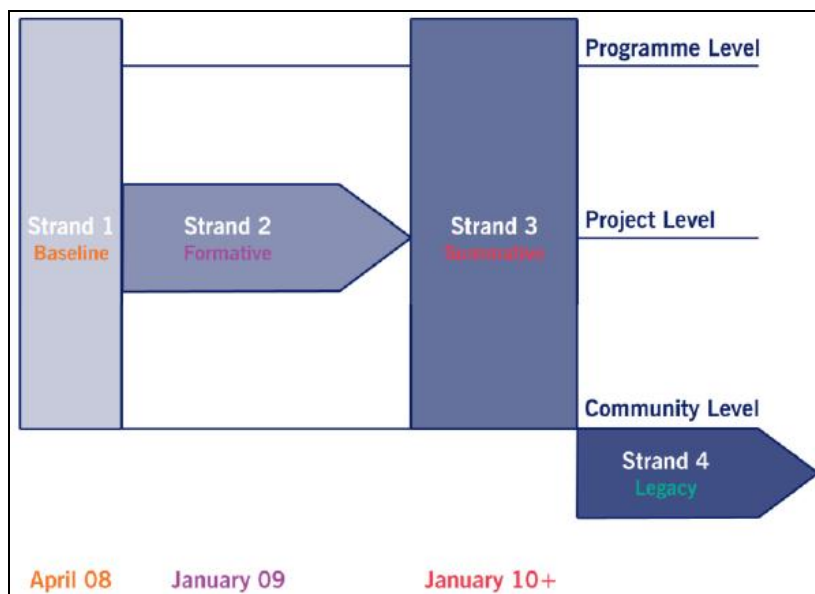 Programme Level
Strand 1
Baseline
Strand 2
Formative
Strand 3
Summative
Project Level
Community Level
Strand 4
Legacy
April 08
January 09
January 10+